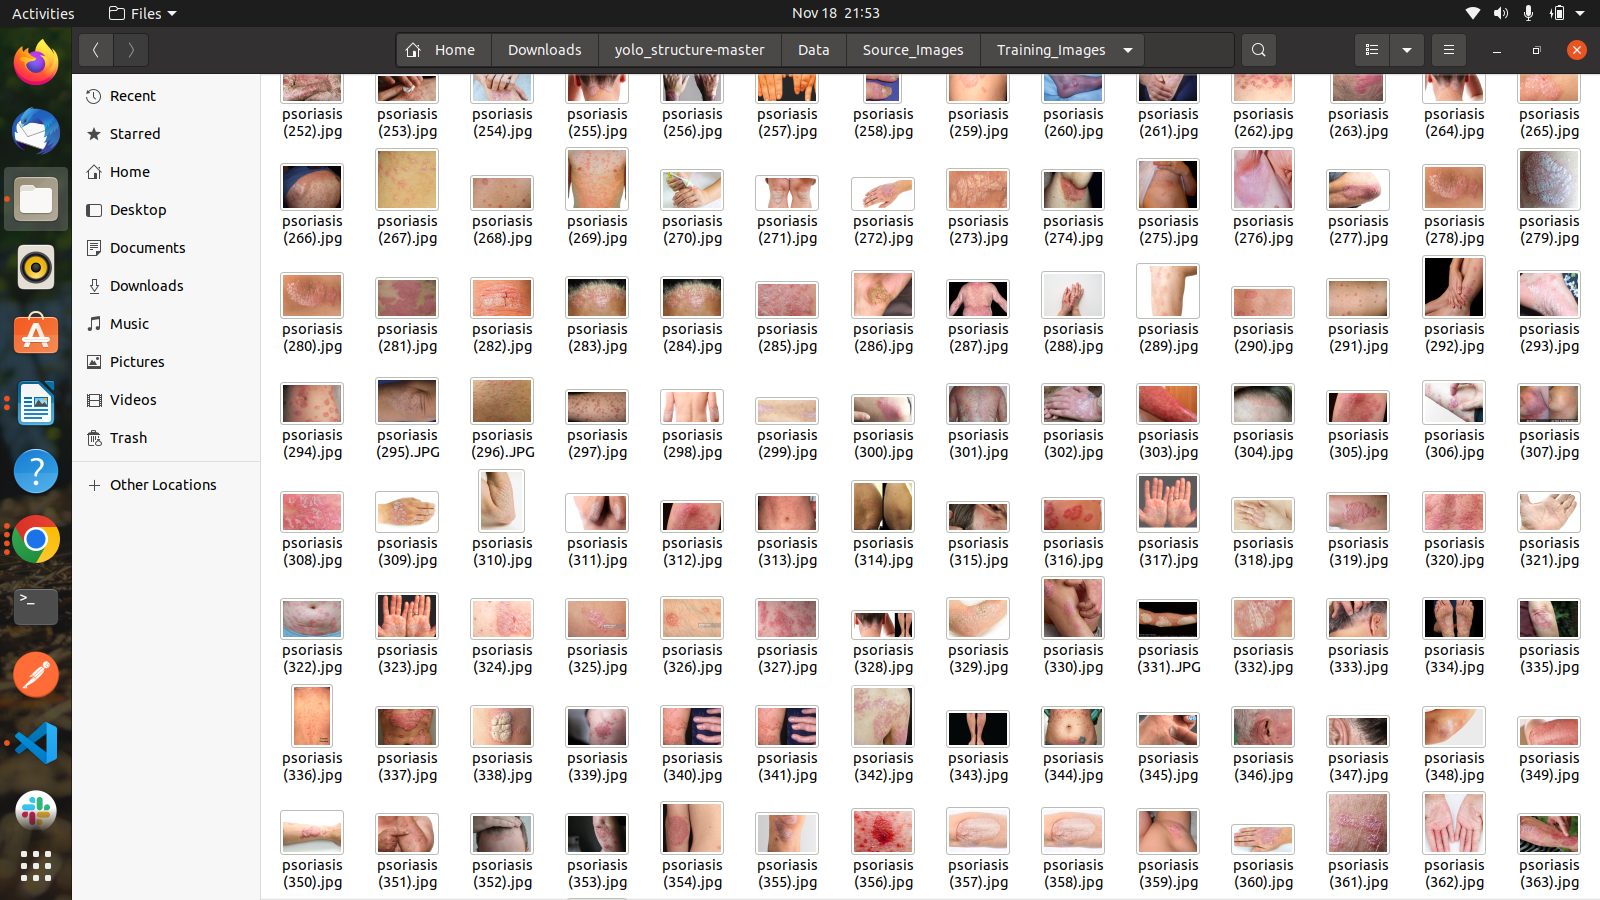 Activities
Files
Nov 18 21:53
Home
Downloads
yolo_structure-master
Data
Source_Images
Training_Images
Recent
Starred
Home
Desktop
Documents
Downloads
Music
Pictures
Videos
Trash
Other Locations
psoriasis (252).jpg
psoriasis (253).jpg
psoriasis (254).jpg
psoriasis (255).jpg
psoriasis (256).jpg
psoriasis (257).jpg
psoriasis (258).jpg
psoriasis (259).jpg
psoriasis (260).jpg
psoriasis (261).jpg
psoriasis (262).jpg
psoriasis (263).jpg
psoriasis (264).jpg
psoriasis (265).jpg
psoriasis (266).jpg
psoriasis (267).jpg
psoriasis (268).jpg
psoriasis (269).jpg
psoriasis (270).jpg
psoriasis (271).jpg
psoriasis (272).jpg
psoriasis (273).jpg
psoriasis (274).jpg
psoriasis (275).jpg
psoriasis (276).jpg
psoriasis (277).jpg
psoriasis (278).jpg
psoriasis (279).jpg
psoriasis (280).jpg
psoriasis (281).jpg
psoriasis (282).jpg
psoriasis (283).jpg
psoriasis (284).jpg
psoriasis (285).jpg
psoriasis (286).jpg
psoriasis (287).jpg
psoriasis (288).jpg
psoriasis (289).jpg
psoriasis (290).jpg
psoriasis (291).jpg
psoriasis (292).jpg
psoriasis (293).jpg
psoriasis (294).jpg
psoriasis (295).JPG
psoriasis (296).JPG
psoriasis (297).jpg
psoriasis (298).jpg
psoriasis (299).jpg
psoriasis (300).jpg
psoriasis (301).jpg
psoriasis (302).jpg
psoriasis (303).jpg
psoriasis (304).jpg
psoriasis (305).jpg
psoriasis (306).jpg
psoriasis (307).jpg
psoriasis (308).jpg
psoriasis (309).jpg
psoriasis (310).jpg
psoriasis (311).jpg
psoriasis (312).jpg
psoriasis (313).jpg
psoriasis (314).jpg
psoriasis (315).jpg
psoriasis (316).jpg
psoriasis (317).jpg
psoriasis (318).jpg
psoriasis (319).jpg
psoriasis (320).jpg
psoriasis (321).jpg
psoriasis (322).jpg
psoriasis (323).jpg
psoriasis (324).jpg
psoriasis (325).jpg
psoriasis (326).jpg
psoriasis (327).jpg
psoriasis (328).jpg
psoriasis (329).jpg
psoriasis (330).jpg
psoriasis (331).JPG
psoriasis (332).jpg
psoriasis (333).jpg
psoriasis (334).jpg
psoriasis (335).jpg
psoriasis (336).jpg
psoriasis (337).jpg
psoriasis (338).jpg
psoriasis (339).jpg
psoriasis (340).jpg
psoriasis (341).jpg
psoriasis (342).jpg
psoriasis (343).jpg
psoriasis (344).jpg
psoriasis (345).jpg
psoriasis (346).jpg
psoriasis (347).jpg
psoriasis (348).jpg
psoriasis (349).jpg
psoriasis (350).jpg
psoriasis (351).jpg
psoriasis (352).jpg
psoriasis (353).jpg
psoriasis (354).jpg
psoriasis (355).jpg
psoriasis (356).jpg
psoriasis (357).jpg
psoriasis (358).jpg
psoriasis (359).jpg
psoriasis (360).jpg
psoriasis (361).jpg
psoriasis (362).jpg
psoriasis (363).jpg